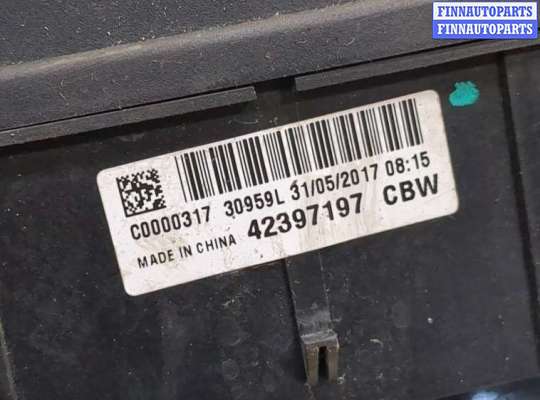 FINNAUTOPARTS
FINNAUTOPARTS
C0000317 30959L 31/05/2017 08:15
MADE IN CHINA 42397197 CBW